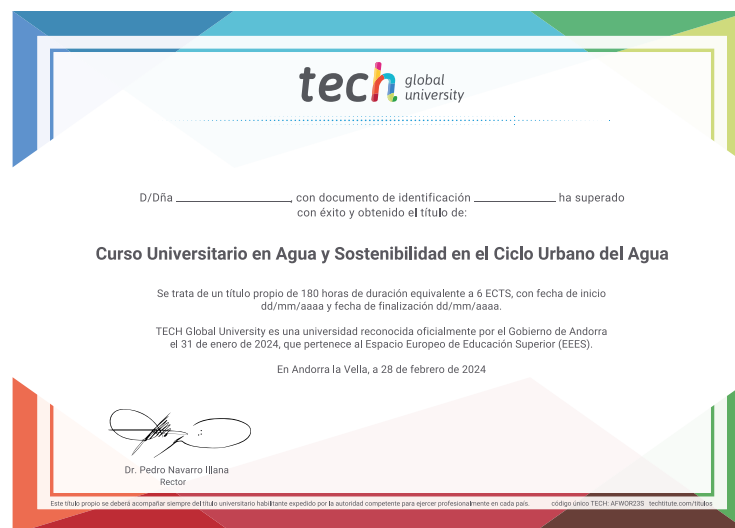 tech global university
D/Dña ____________________, con documento de identificación ______________ ha superado
con éxito y obtenido el título de:
Curso Universitario en Agua y Sostenibilidad en el Ciclo Urbano del Agua
Se trata de un título propio de 180 horas de duración equivalente a 6 ECTS, con fecha de inicio
dd/mm/aaaa y fecha de finalización dd/mm/aaaa.
TECH Global University es una universidad reconocida oficialmente por el Gobierno de Andorra
el 31 de enero de 2024, que pertenece al Espacio Europeo de Educación Superior (EEES).
En Andorra la Vella, a 28 de febrero de 2024
Dr. Pedro Navarro Illana
Rector
Este título propio se deberá acompañar siempre del título universitario habilitante expedido por la autoridad competente para ejercer profesionalmente en cada país. código único TECH: AFWOR23S techtitute.com/titulos